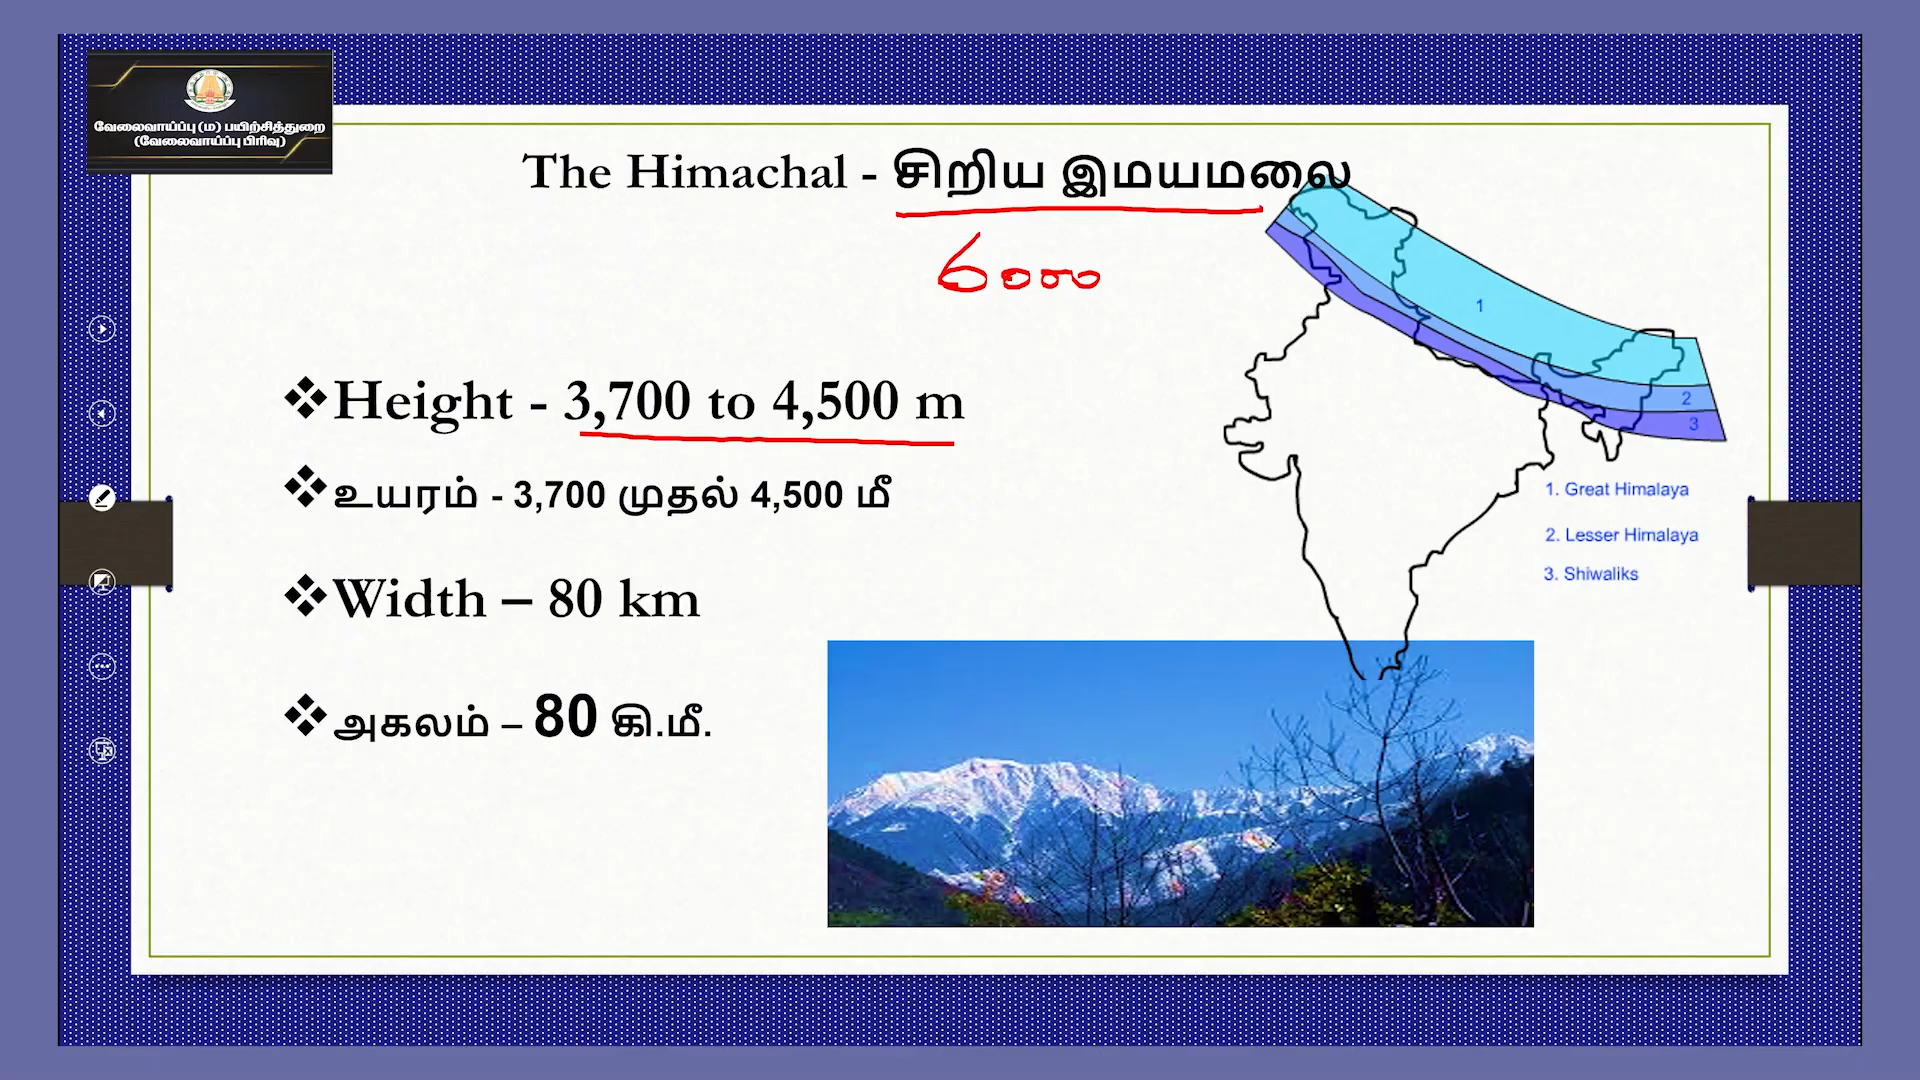 வேலைவாய்ப்பு (ம) பயிற்சித்துறை
(வேலைவாய்ப்பு பிரிவு)
The Himachal - சிறிய இமயமலை
6000
❖Height - 3,700 to 4,500 m
❖உயரம் - 3,700 முதல் 4,500 மீ
❖Width – 80 km
❖அகலம் – 80 கி.மீ.
1
2
3
1. Great Himalaya
2. Lesser Himalaya
3. Shiwaliks